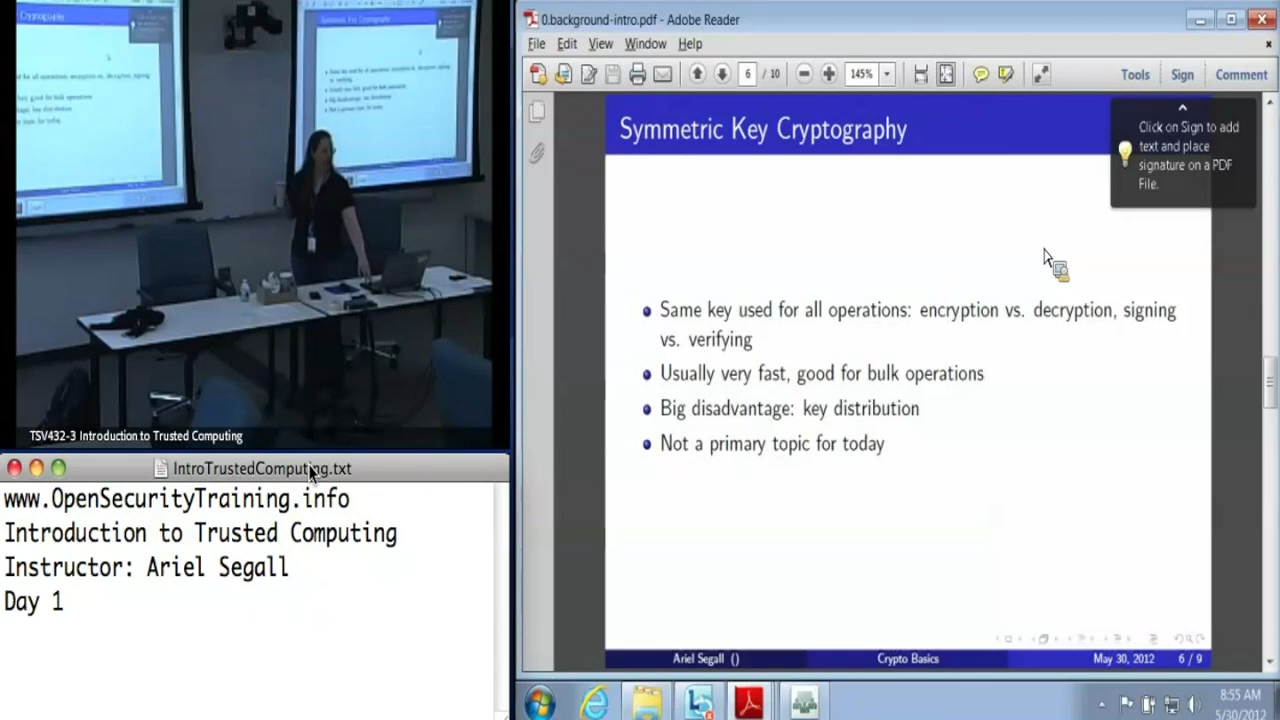 Cryptography
Symmetric Key Cryptography
TSV432-3 Introduction to Trusted Computing
IntroTrustedComputing.txt
www.OpenSecurityTraining.info
Introduction to Trusted Computing
Instructor: Ariel Segall
Day 1
0.background-intro.pdf - Adobe Reader
File Edit View Window Help
6 / 10 145% Tools Sign Comment
Symmetric Key Cryptography
Click on Sign to add
text and place
signature on a PDF
File.
Same key used for all operations: encryption vs. decryption, signing
vs. verifying
Usually very fast, good for bulk operations
Big disadvantage: key distribution
Not a primary topic for today
Ariel Segall () Crypto Basics May 30, 2012 6 / 9
8:55 AM
5/30/2012